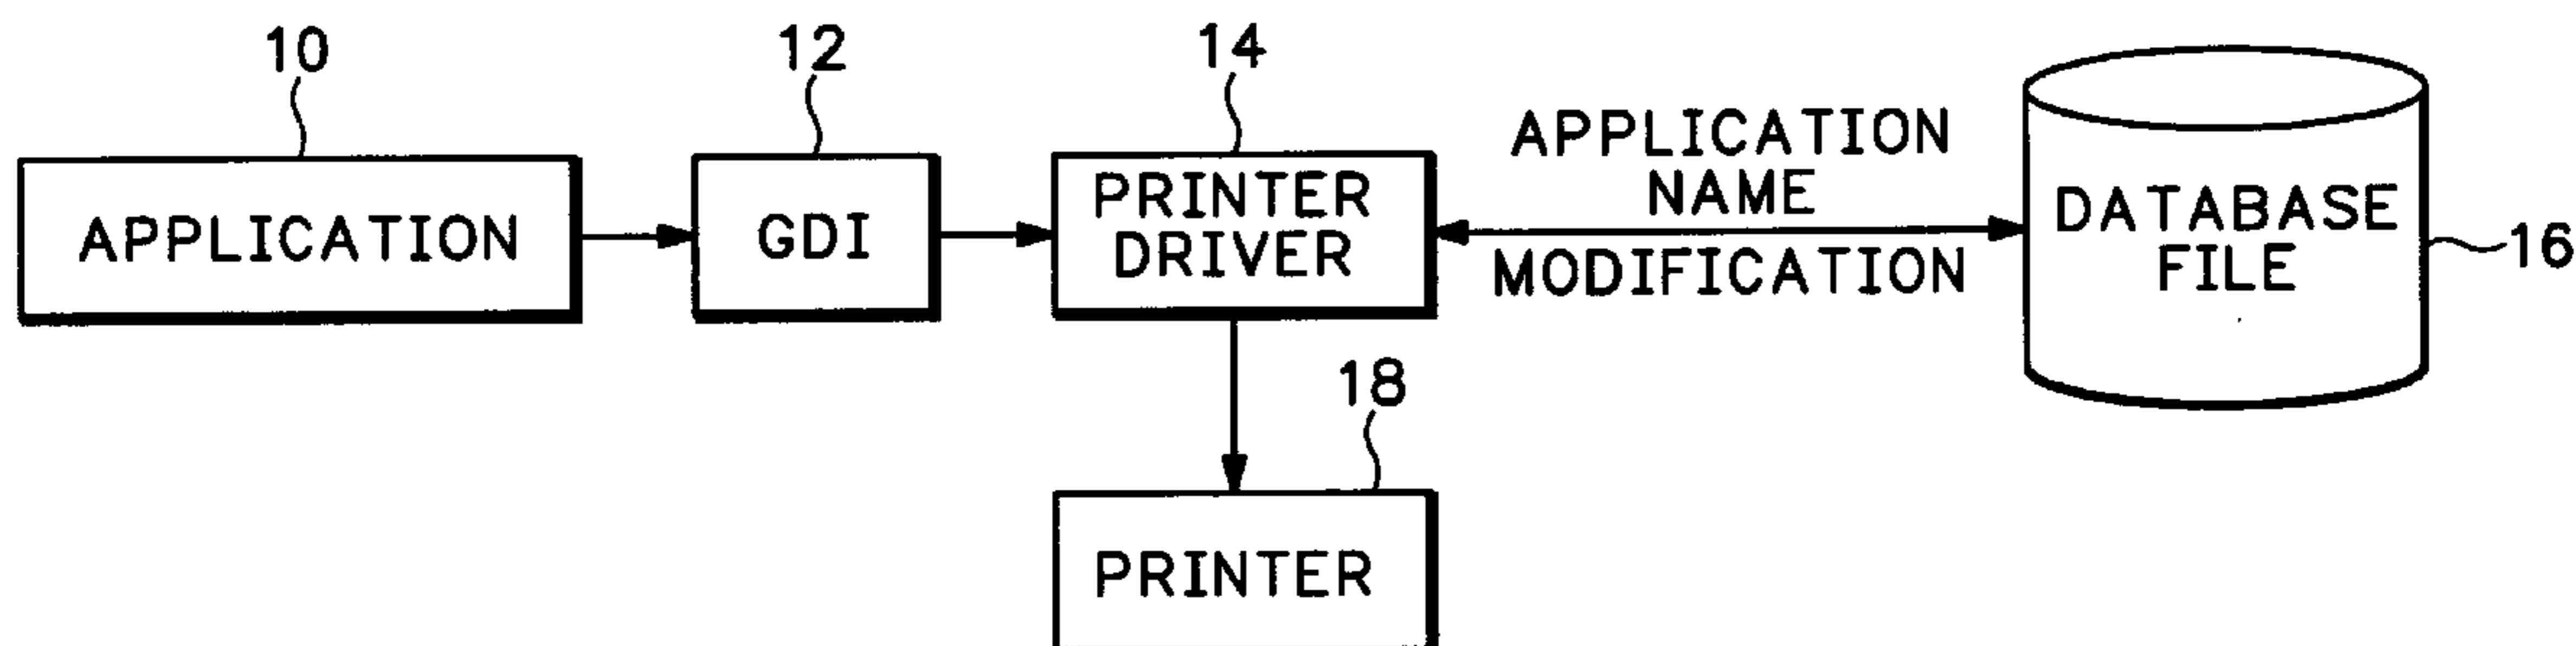 10
12
14
APPLICATION
GDI
PRINTER
DRIVER
APPLICATION
NAME
MODIFICATION
DATABASE
FILE
16
18
PRINTER